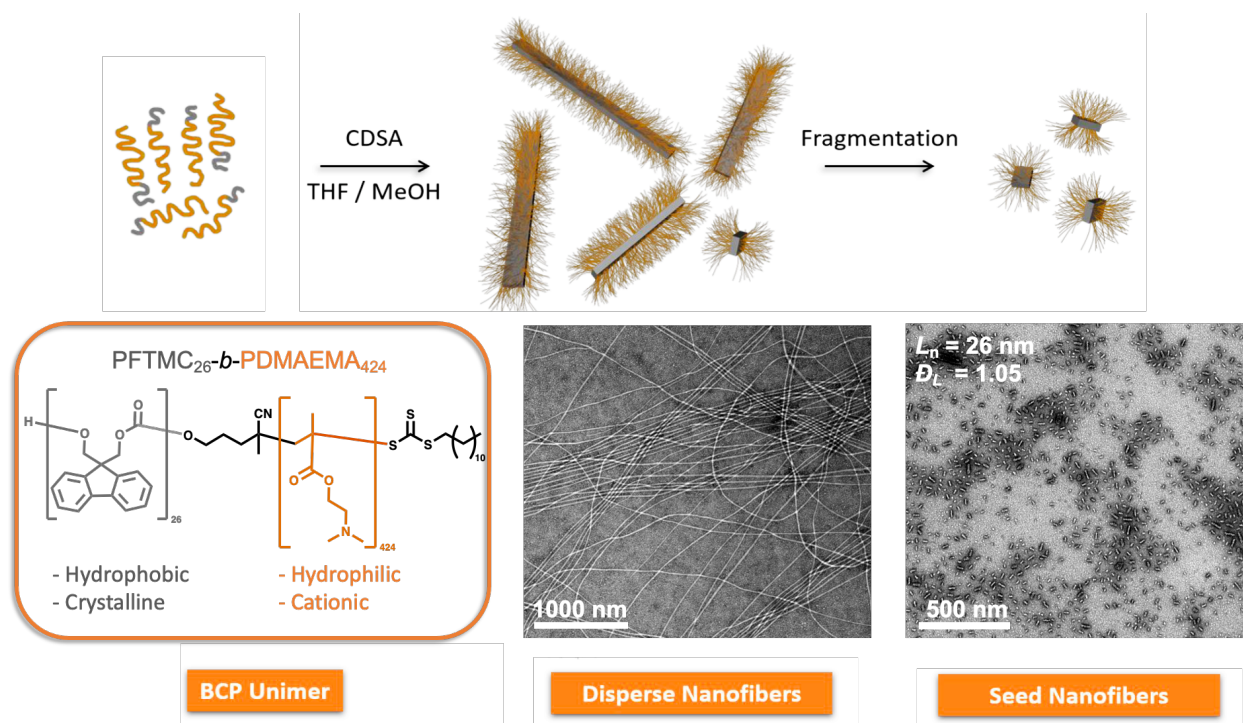 CDSA
THF / MeOH
Fragmentation
PFTMC26-b-PDMAEMA424
H
O
O
O
O
26
CN
O
O
N
424
S
S
S
10
- Hydrophobic
- Crystalline
- Hydrophilic
- Cationic
1000 nm
Ln = 26 nm
ĐL = 1.05
500 nm
BCP Unimer
Disperse Nanofibers
Seed Nanofibers